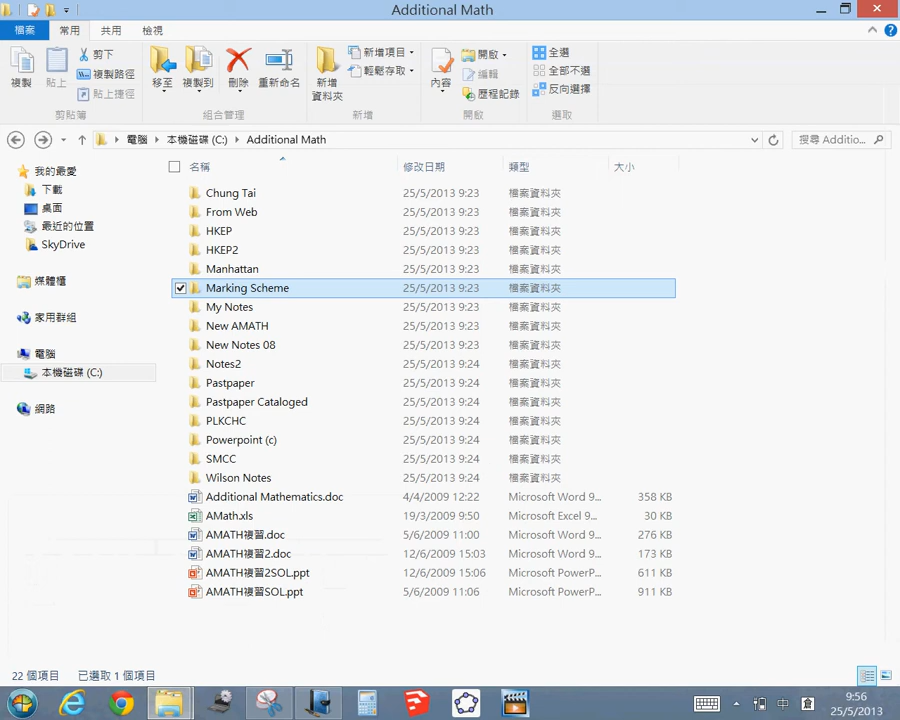 Additional Math
檔案 常用 共用 檢視
複製 貼上 剪下 複製路徑 貼上捷徑 移至 複製到 刪除 重新命名 新增資料夾 新增項目 輕鬆存取 內容 開啟 編輯 歷程記錄 全選 全部不選 反向選擇
剪貼簿 組合管理 新增 開啟 選取
電腦 本機磁碟 (C:) Additional Math 搜尋 Additio...
我的最愛
下載
桌面
最近的位置
SkyDrive
媒體櫃
家用群組
電腦
本機磁碟 (C:)
網路
名稱 修改日期 類型 大小
Chung Tai 25/5/2013 9:23 檔案資料夾
From Web 25/5/2013 9:23 檔案資料夾
HKEP 25/5/2013 9:23 檔案資料夾
HKEP2 25/5/2013 9:23 檔案資料夾
Manhattan 25/5/2013 9:23 檔案資料夾
Marking Scheme 25/5/2013 9:23 檔案資料夾
My Notes 25/5/2013 9:23 檔案資料夾
New AMATH 25/5/2013 9:23 檔案資料夾
New Notes 08 25/5/2013 9:23 檔案資料夾
Notes2 25/5/2013 9:24 檔案資料夾
Pastpaper 25/5/2013 9:24 檔案資料夾
Pastpaper Cataloged 25/5/2013 9:24 檔案資料夾
PLKCHC 25/5/2013 9:24 檔案資料夾
Powerpoint (c) 25/5/2013 9:24 檔案資料夾
SMCC 25/5/2013 9:24 檔案資料夾
Wilson Notes 25/5/2013 9:24 檔案資料夾
Additional Mathematics.doc 4/4/2009 12:22 Microsoft Word 9... 358 KB
AMath.xls 19/3/2009 9:50 Microsoft Excel 9... 30 KB
AMATH複習.doc 5/6/2009 11:00 Microsoft Word 9... 276 KB
AMATH複習2.doc 12/6/2009 15:03 Microsoft Word 9... 173 KB
AMATH複習2SOL.ppt 12/6/2009 15:06 Microsoft PowerP... 611 KB
AMATH複習SOL.ppt 5/6/2009 11:06 Microsoft PowerP... 911 KB
22 個項目 已選取 1 個項目
中
9:56
25/5/2013